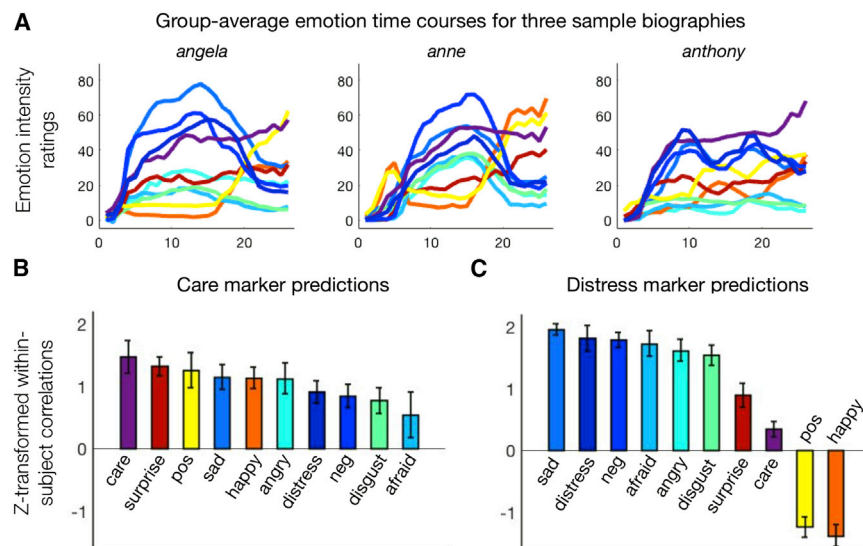 A
Group-average emotion time courses for three sample biographies
angela
anne
anthony
Emotion intensity
ratings
80
60
40
20
0
0
10
20
80
60
40
20
0
0
10
20
80
60
40
20
0
0
10
20
B
Care marker predictions
Z-transformed within-
subject correlations
2
1
0
-1
care
surprise
pos
sad
happy
angry
distress
neg
disgust
afraid
C
Distress marker predictions
2
1
0
-1
sad
distress
neg
afraid
angry
disgust
surprise
care
pos
happy